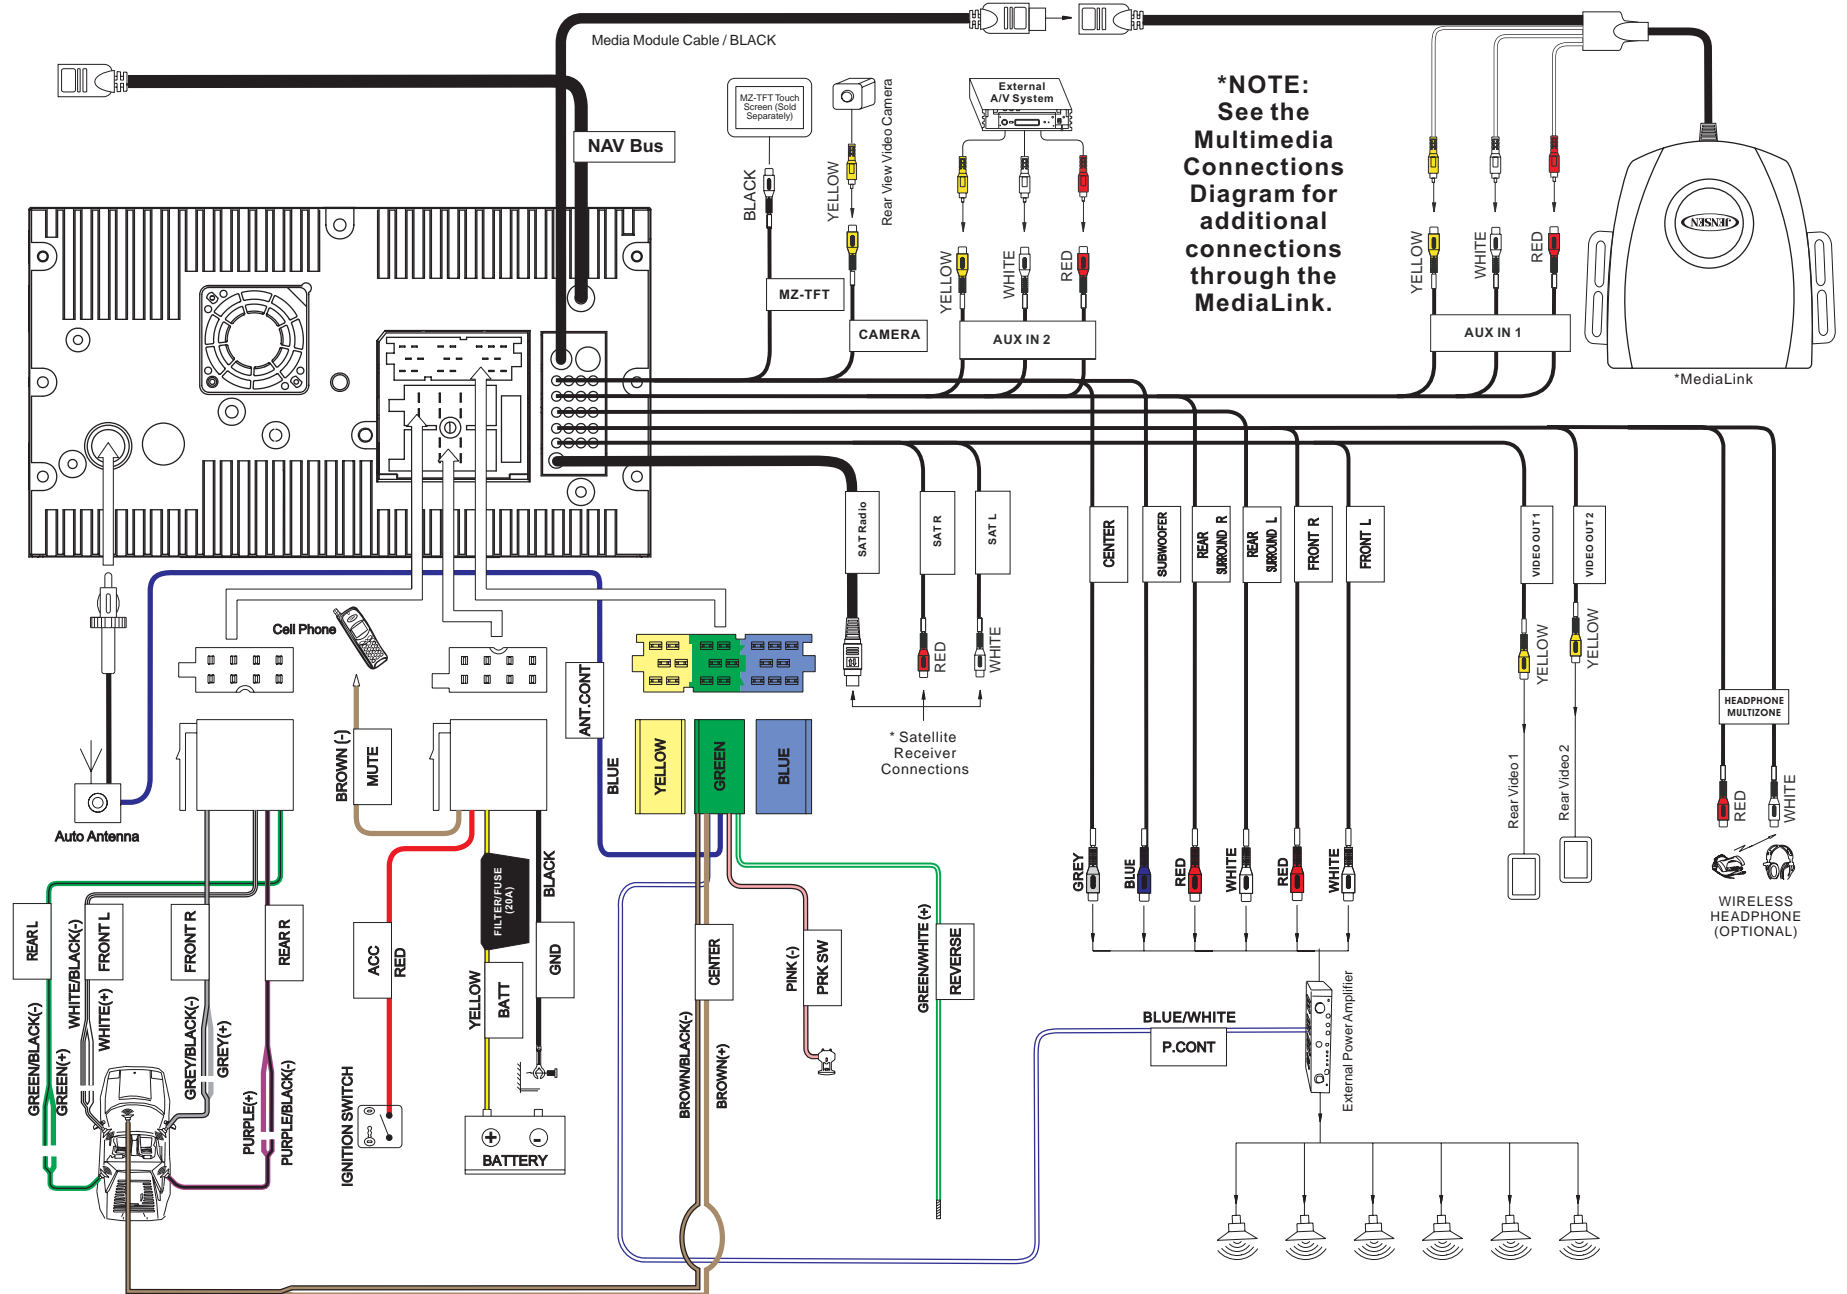 Media Module Cable / BLACK
NAV Bus
MZ-TFT Touch
Screen (Sold
Separately)
BLACK
MZ-TFT
YELLOW
Rear View Video Camera
CAMERA
External
A/V System
YELLOW
WHITE
RED
AUX IN 2
*NOTE:
See the
Multimedia
Connections
Diagram for
additional
connections
through the
MediaLink.
YELLOW
WHITE
RED
AUX IN 1
JENSEN
*MediaLink
SAT Radio
SAT R
SAT L
RED
WHITE
* Satellite
Receiver
Connections
CENTER
SUBWOOFER
REAR
SURROUND R
REAR
SURROUND L
FRONT R
FRONT L
GREY
BLUE
RED
WHITE
RED
WHITE
VIDEO OUT 1
VIDEO OUT 2
YELLOW
YELLOW
Rear Video 1
Rear Video 2
HEADPHONE
MULTIZONE
RED
WHITE
WIRELESS
HEADPHONE
(OPTIONAL)
Cell Phone
ANT.CONT
BLUE
BROWN (-)
MUTE
YELLOW
GREEN
BLUE
Auto Antenna
REAR L
WHITE/BLACK(-)
FRONT L
FRONT R
REAR R
GREEN/BLACK(-)
GREEN(+)
WHITE(+)
GREY/BLACK(-)
GREY(+)
PURPLE(+)
PURPLE/BLACK(-)
ACC
RED
IGNITION SWITCH
FILTER/FUSE
(20A)
BLACK
GND
YELLOW
BATT
+
-
BATTERY
CENTER
BROWN/BLACK(-)
BROWN(+)
PINK (-)
PRK SW
GREEN/WHITE (+)
REVERSE
BLUE/WHITE
P.CONT
External Power Amplifier